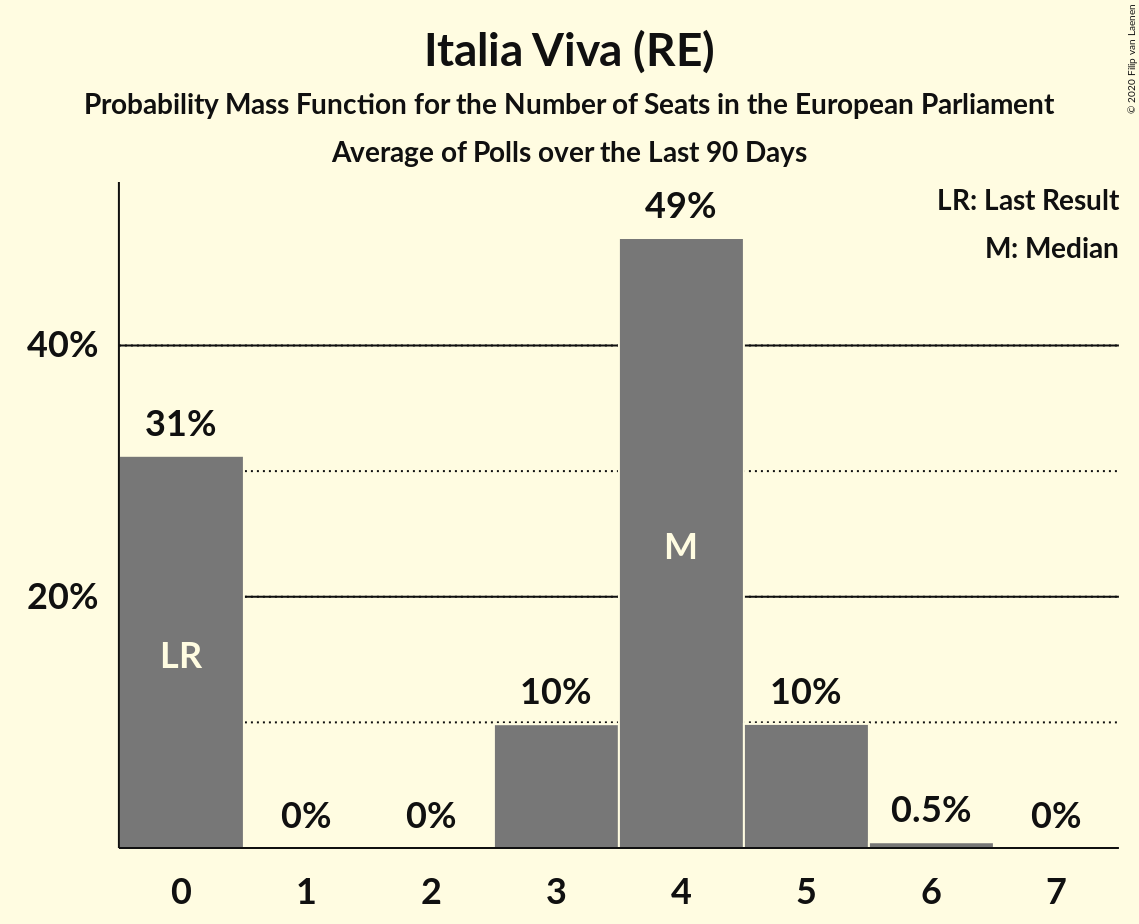 Italia Viva (RE)
Probability Mass Function for the Number of Seats in the European Parliament
Average of Polls over the Last 90 Days
© 2020 Filip van Laenen
LR: Last Result
M: Median
49%
40%
31%
M
20%
LR
10%
10%
0%
0%
0.5%
0%
0 1 2 3 4 5 6 7